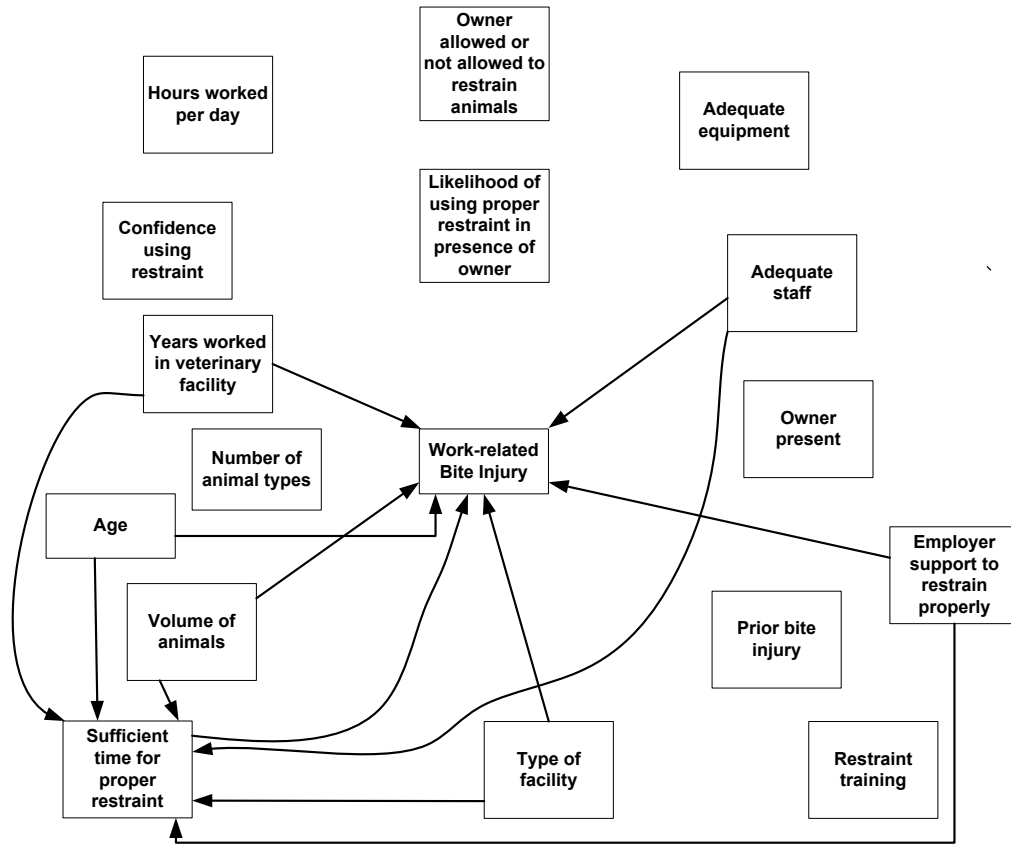 Owner
allowed or
not allowed to
restrain
animals
Hours worked
per day
Adequate
equipment
Likelihood of
using proper
restraint in
presence of
owner
Confidence
using
restraint
Adequate
staff
`
Years worked
in veterinary
facility
Owner
present
Number of
animal types
Work-related
Bite Injury
Age
Employer
support to
restrain
properly
Volume of
animals
Prior bite
injury
Sufficient
time for
proper
restraint
Type of
facility
Restraint
training